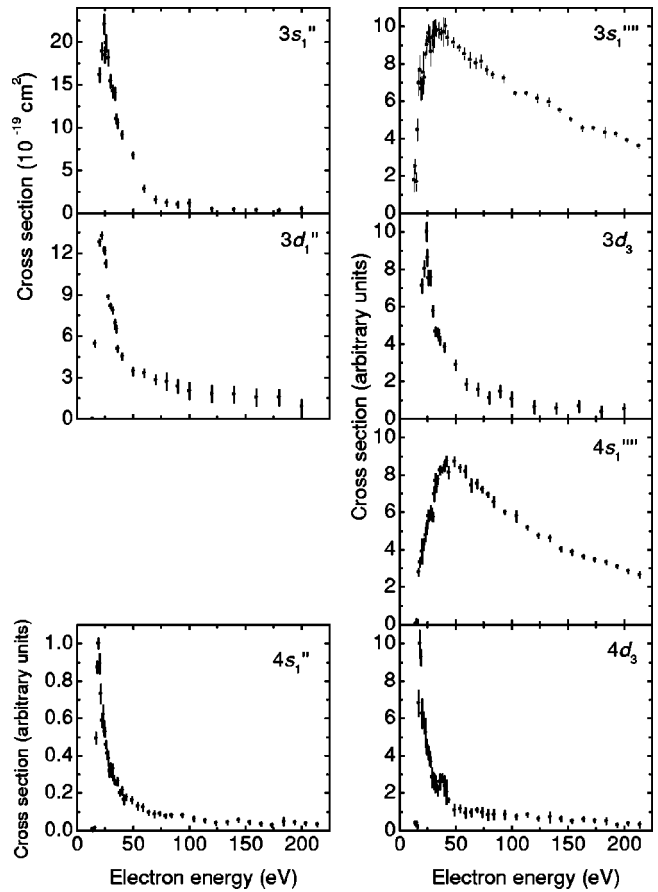 3s₁''
20
15
10
5
0
Cross section (10⁻¹⁹ cm²)
3s₁''''
10
8
6
4
2
0
3d₁''
12
9
6
3
0
3d₃
10
8
6
4
2
0
Cross section (arbitrary units)
4s₁''''
10
8
6
4
2
0
4s₁''
1.0
0.8
0.6
0.4
0.2
0.0
Cross section (arbitrary units)
0 50 100 150 200
Electron energy (eV)
4d₃
10
8
6
4
2
0
0 25 50 75 100 125 150 175 200
Electron energy (eV)